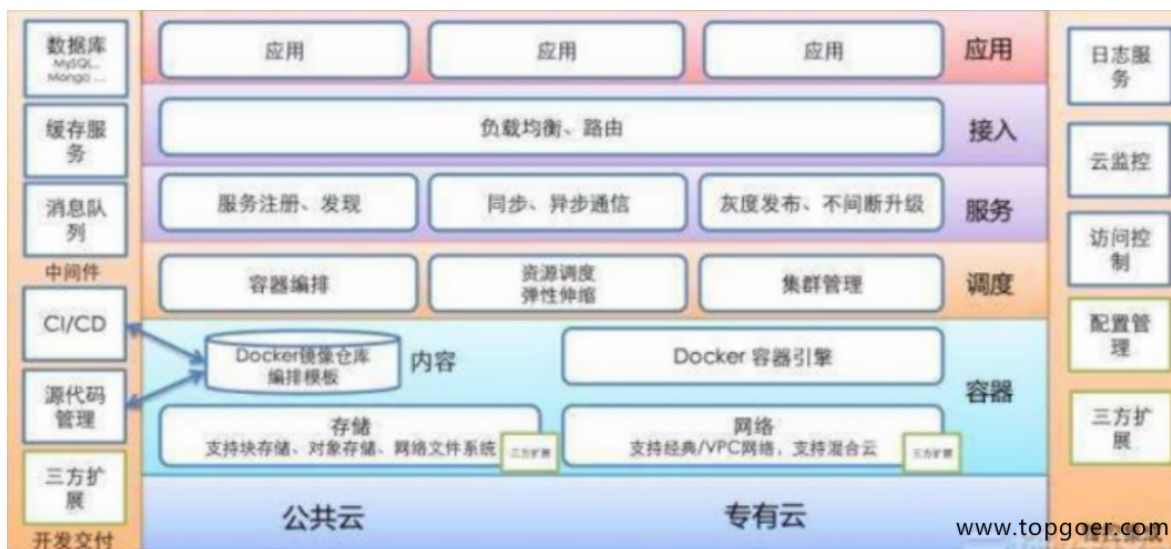 数据库
MySQL..
Mongo ...
缓存服
务
消息队
列
中间件
CI/CD
源代码
管理
三方扩
展
开发交付
应用
应用
应用
应用
负载均衡、路由
接入
服务注册、发现
同步、异步通信
灰度发布、不间断升级
服务
容器编排
资源调度
弹性伸缩
集群管理
调度
Docker镜像仓库
编排模板
内容
Docker 容器引擎
容器
存储
支持块存储、对象存储、网络文件系统
三方扩展
网络
支持经典/VPC网络，支持混合云
三方扩展
公共云
专有云
日志服
务
云监控
访问控
制
配置管
理
三方扩
展
www.topgoer.com